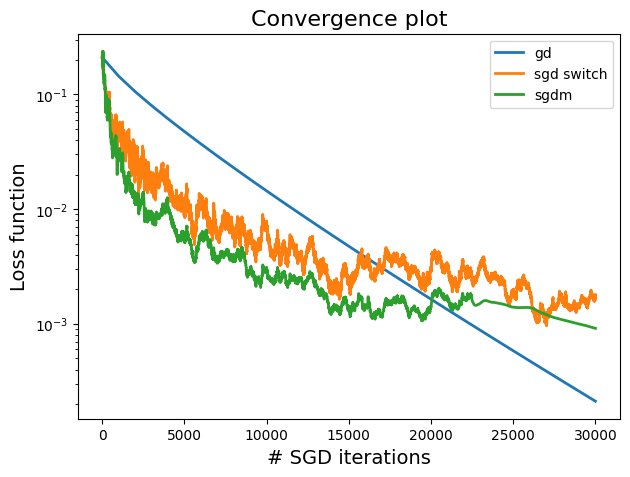 Convergence plot
gd
sgd switch
sgdm
Loss function
10⁻¹
10⁻²
10⁻³
0 5000 10000 15000 20000 25000 30000
# SGD iterations